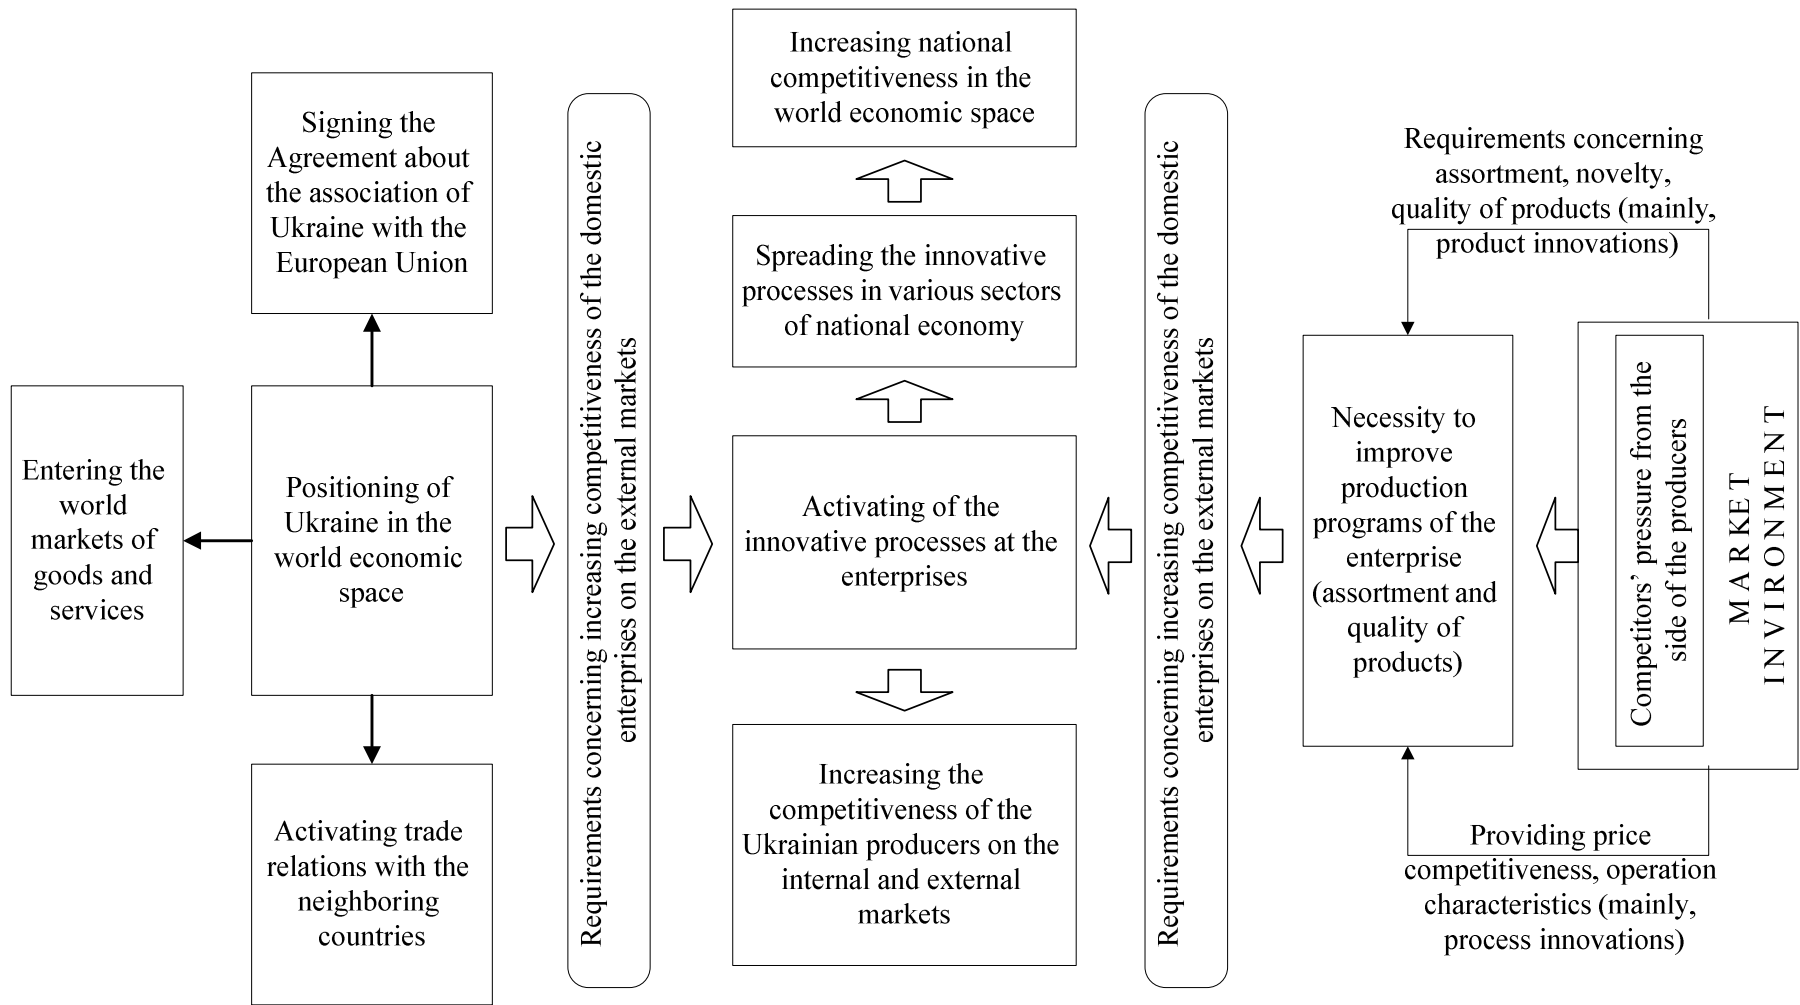 Signing the
Agreement about
the association of
Ukraine with the
European Union
Entering the
world
markets of
goods and
services
Positioning of
Ukraine in the
world economic
space
Activating trade
relations with the
neighboring
countries
Requirements concerning increasing competitiveness of the domestic
enterprises on the external markets
Increasing national
competitiveness in the
world economic space
Spreading the innovative
processes in various sectors
of national economy
Activating of the
innovative processes at the
enterprises
Increasing the
competitiveness of the
Ukrainian producers on the
internal and external
markets
Requirements concerning increasing competitiveness of the domestic
enterprises on the external markets
Requirements concerning
assortment, novelty,
quality of products (mainly,
product innovations)
Necessity to
improve
production
programs of the
enterprise
(assortment and
quality of
products)
Competitors’ pressure from the
side of the producers
MARKET
INVIRONMENT
Providing price
competitiveness, operation
characteristics (mainly,
process innovations)